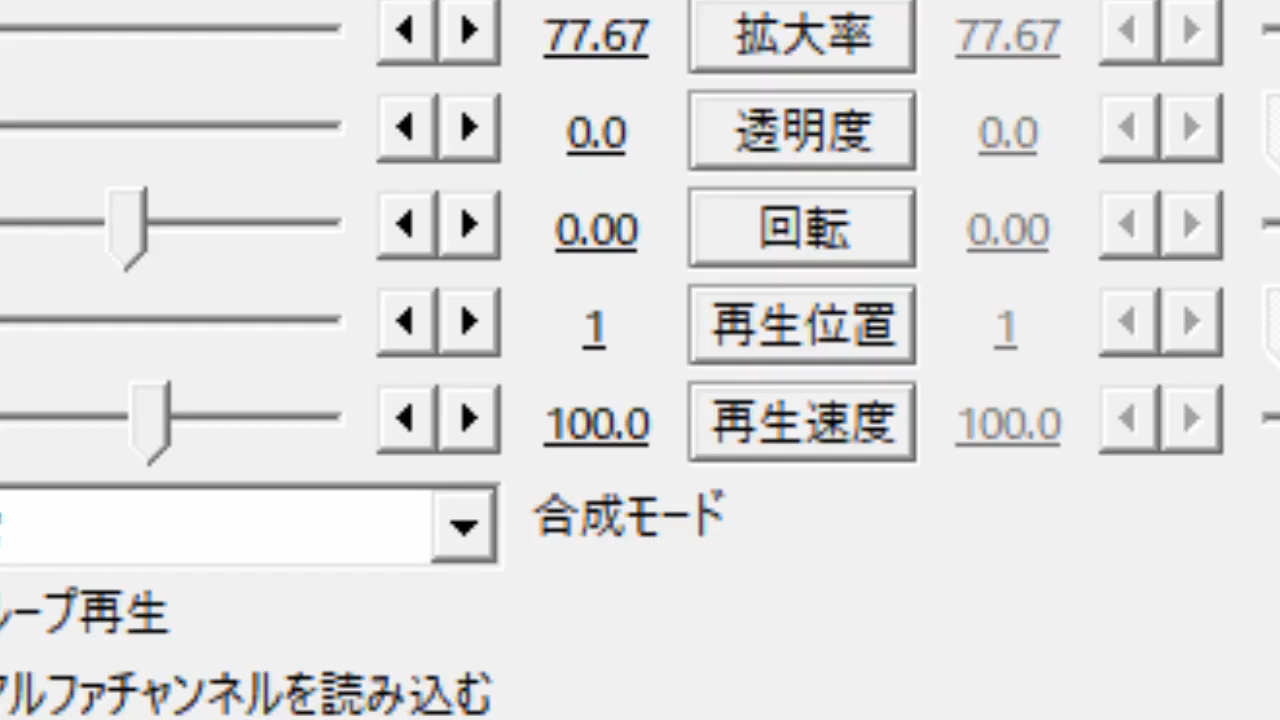 77.67 拡大率 77.67
0.0 透明度 0.0
0.00 回転 0.00
1 再生位置 1
100.0 再生速度 100.0
合成モード
ループ再生
アルファチャンネルを読み込む